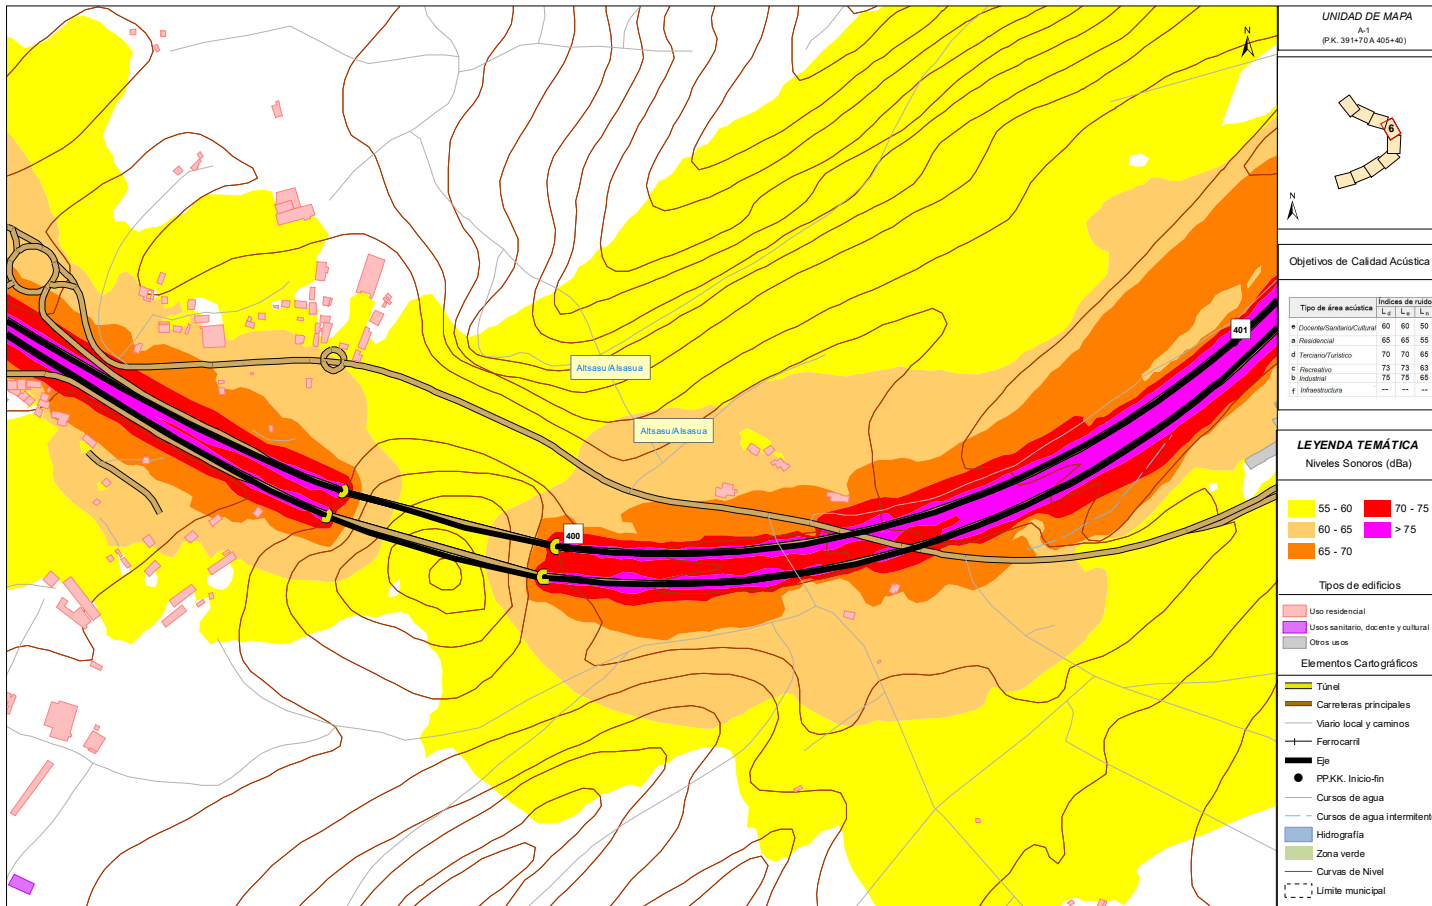 UNIDAD DE MAPA
A-1
(P.K. 391+70 A 405+40)
N
6
N
Objetivos de Calidad Acústica
Tipo de área acústica
Índices de ruido
L d L e L n
e Docente/Sanitario/Cultural 60 60 50
a Residencial 65 65 55
d Terciario/Turístico 70 70 65
c Recreativo 73 73 63
b Industrial 75 75 65
f Infraestructura -- -- --
LEYENDA TEMÁTICA
Niveles Sonoros (dBa)
55 - 60 70 - 75
60 - 65 > 75
65 - 70
Tipos de edificios
Uso residencial
Usos sanitario, docente y cultural
Otros usos
Elementos Cartográficos
Túnel
Carreteras principales
Viario local y caminos
Ferrocarril
Eje
PP.KK. Inicio-fin
Cursos de agua
Cursos de agua intermitente
Hidrografía
Zona verde
Curvas de Nivel
Límite municipal
401
Altsasu/Alsasua
Altsasu/Alsasua
400